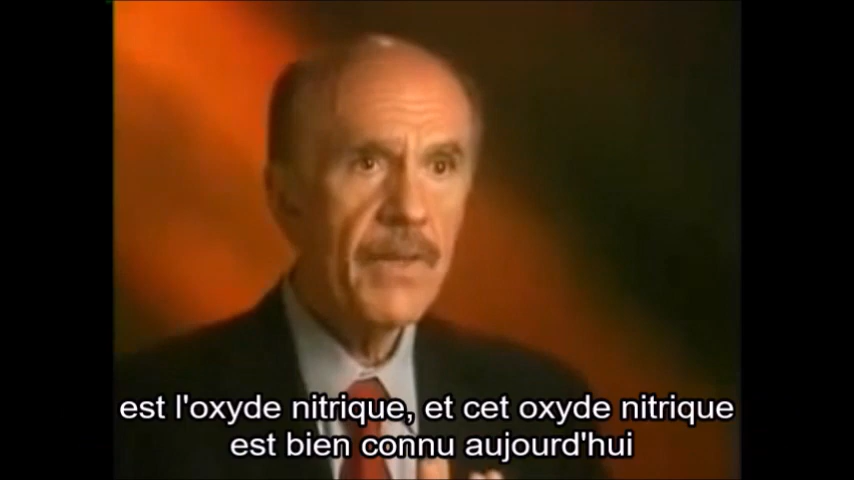 est l'oxyde nitrique, et cet oxyde nitrique
est bien connu aujourd'hui